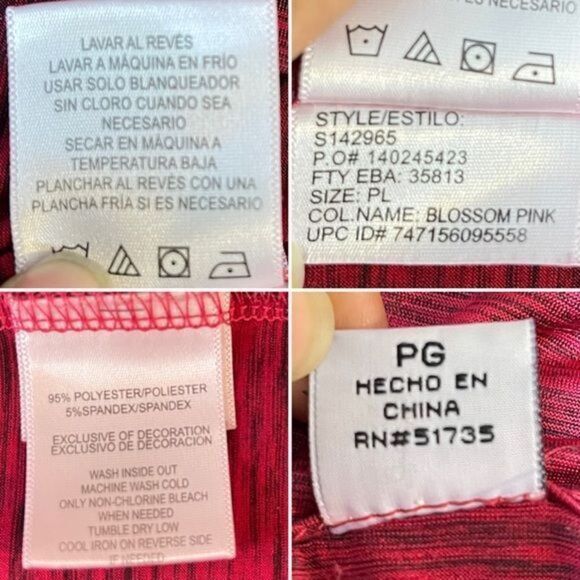 LAVAR AL REVÉS
LAVAR A MÁQUINA EN FRÍO
USAR SOLO BLANQUEADOR
SIN CLORO CUANDO SEA
NECESARIO
SECAR EN MÁQUINA A
TEMPERATURA BAJA
PLANCHAR AL REVÉS CON UNA
PLANCHA FRÍA SI ES NECESARIO
ES NECESARIO
STYLE/ESTILO:
S142965
P.O# 140245423
FTY EBA: 35813
SIZE: PL
COL.NAME: BLOSSOM PINK
UPC ID# 747156095558
95% POLYESTER/POLIESTER
5%SPANDEX/SPANDEX
EXCLUSIVE OF DECORATION
EXCLUSIVO DE DECORACION
WASH INSIDE OUT
MACHINE WASH COLD
ONLY NON-CHLORINE BLEACH
WHEN NEEDED
TUMBLE DRY LOW
COOL IRON ON REVERSE SIDE
IF NEEDED
PG
HECHO EN
CHINA
RN#51735